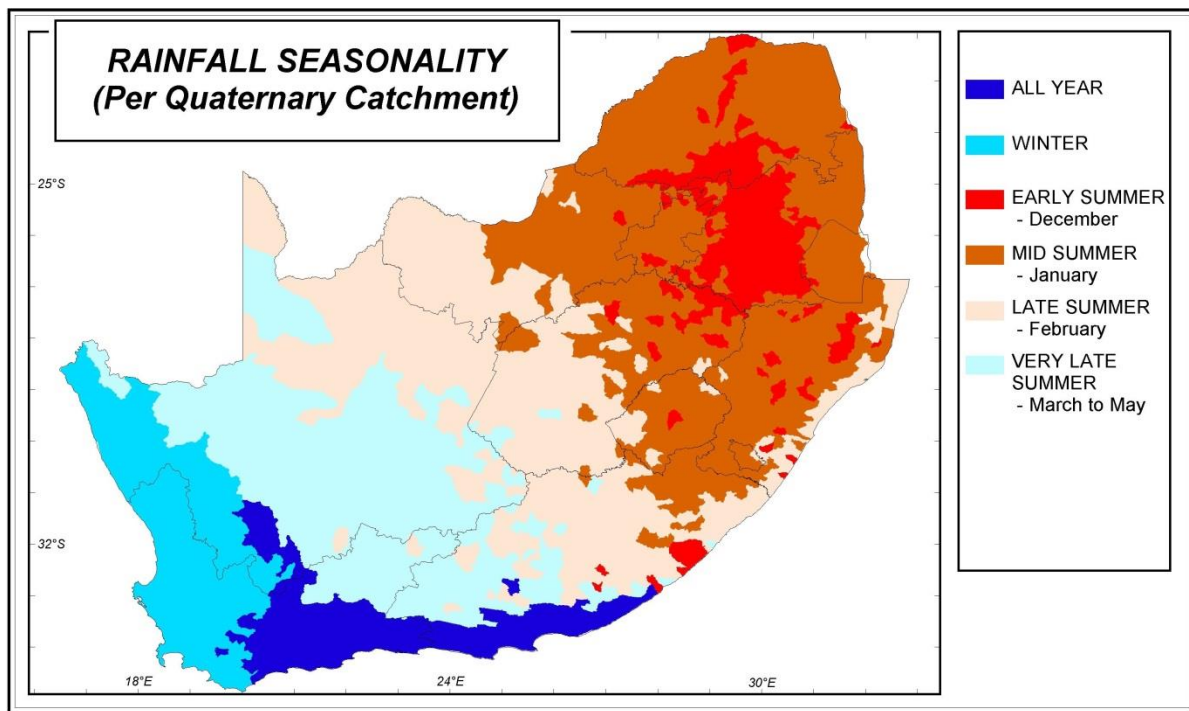 RAINFALL SEASONALITY
(Per Quaternary Catchment)
ALL YEAR
WINTER
EARLY SUMMER
- December
MID SUMMER
- January
LATE SUMMER
- February
VERY LATE
SUMMER
- March to May
25°S
32°S
18°E
24°E
30°E